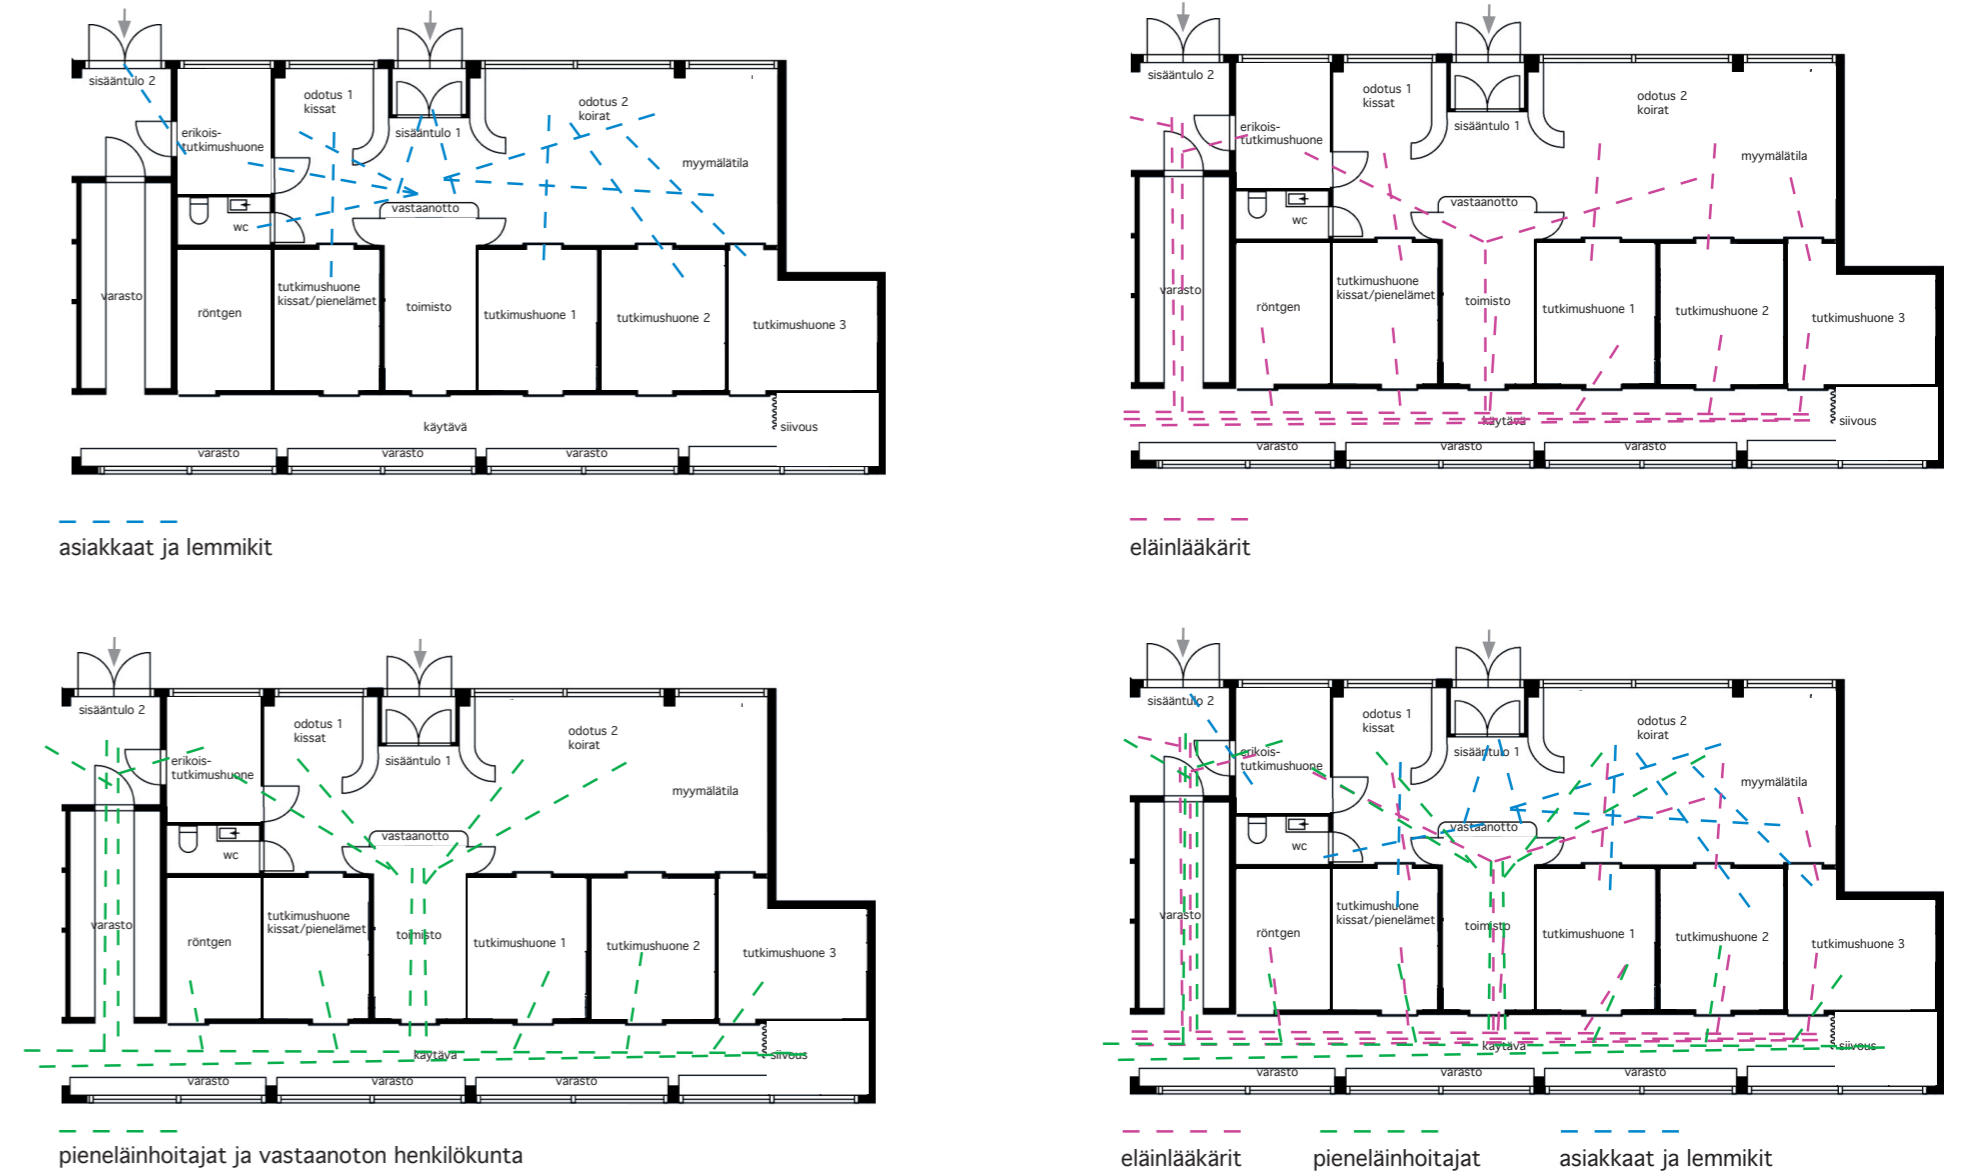 sisääntulo 2
odotus 1
kissat
odotus 2
koirat
erikois-
tutkimushuone
sisääntulo 1
myymälätila
wc
vastaanotto
varasto
röntgen
tutkimushuone
kissat/pienelämet
toimisto
tutkimushuone 1
tutkimushuone 2
tutkimushuone 3
käytävä
siivous
varasto
varasto
varasto
asiakkaat ja lemmikit
sisääntulo 2
odotus 1
kissat
odotus 2
koirat
erikois-
tutkimushuone
sisääntulo 1
myymälätila
wc
vastaanotto
varasto
röntgen
tutkimushuone
kissat/pienelämet
toimisto
tutkimushuone 1
tutkimushuone 2
tutkimushuone 3
käytävä
siivous
varasto
varasto
varasto
eläinlääkärit
sisääntulo 2
odotus 1
kissat
odotus 2
koirat
erikois-
tutkimushuone
sisääntulo 1
myymälätila
wc
vastaanotto
varasto
röntgen
tutkimushuone
kissat/pienelämet
toimisto
tutkimushuone 1
tutkimushuone 2
tutkimushuone 3
käytävä
siivous
varasto
varasto
varasto
pieneläinhoitajat ja vastaanoton henkilökunta
sisääntulo 2
odotus 1
kissat
odotus 2
koirat
erikois-
tutkimushuone
sisääntulo 1
myymälätila
wc
vastaanotto
varasto
röntgen
tutkimushuone
kissat/pienelämet
toimisto
tutkimushuone 1
tutkimushuone 2
tutkimushuone 3
käytävä
siivous
varasto
varasto
varasto
eläinlääkärit
pieneläinhoitajat
asiakkaat ja lemmikit